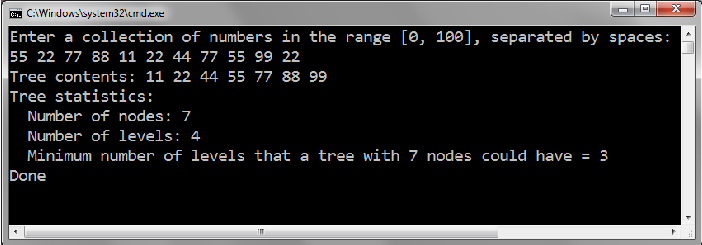 C:\Windows\system32\cmd.exe
Enter a collection of numbers in the range [0, 100], separated by spaces:
55 22 77 88 11 22 44 77 55 99 22
Tree contents: 11 22 44 55 77 88 99
Tree statistics:
  Number of nodes: 7
  Number of levels: 4
  Minimum number of levels that a tree with 7 nodes could have = 3
Done